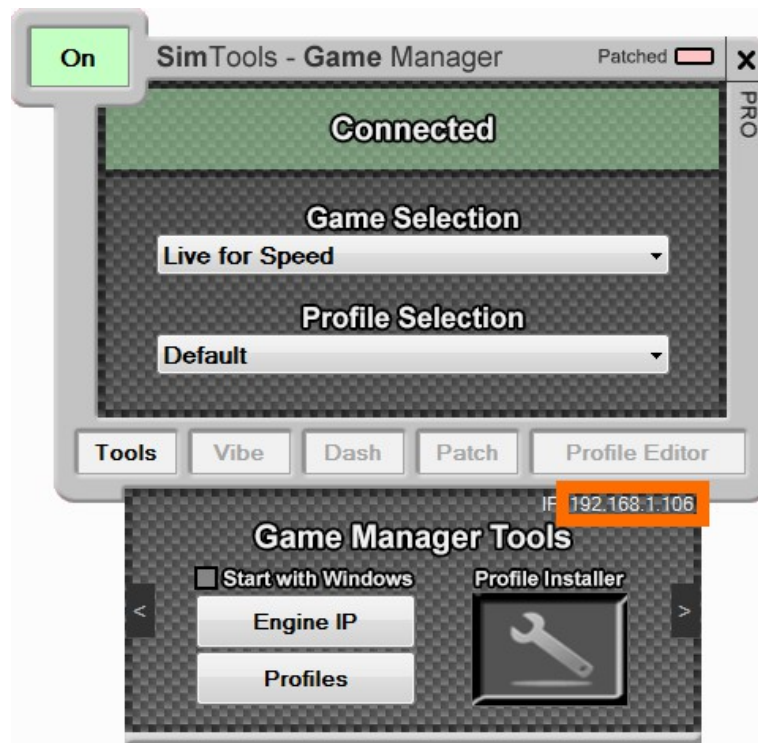 On
SimTools - Game Manager
Patched
X
PRO
Connected
Game Selection
Live for Speed
Profile Selection
Default
Tools
Vibe
Dash
Patch
Profile Editor
IP 192.168.1.106
Game Manager Tools
Start with Windows
Profile Installer
<
Engine IP
>
Profiles